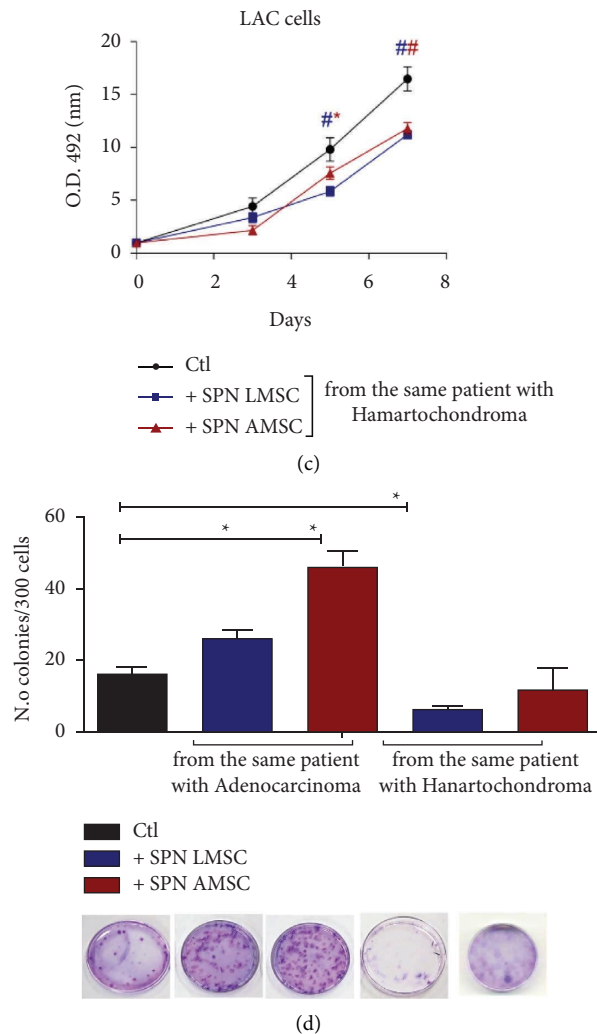 LAC cells
20
15
10
5
0
O.D. 492 (nm)
#*
##
0 2 4 6 8
Days
Ctl
+ SPN LMSC
+ SPN AMSC
from the same patient with
Hamartochondroma
(c)
60
40
20
0
N.o colonies/300 cells
*
* *
from the same patient
with Adenocarcinoma
from the same patient
with Hanartochondroma
Ctl
+ SPN LMSC
+ SPN AMSC
(d)